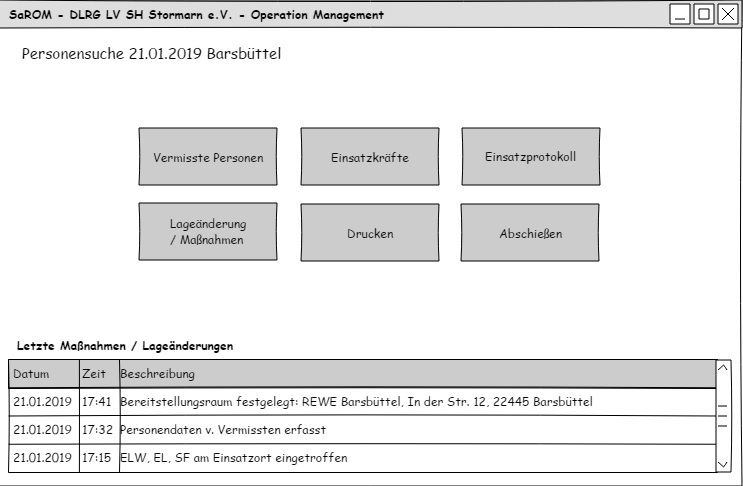 SaROM - DLRG LV SH Stormarn e.V. - Operation Management
Personensuche 21.01.2019 Barsbüttel
Vermisste Personen
Einsatzkräfte
Einsatzprotokoll
Lageänderung
/ Maßnahmen
Drucken
Abschießen
Letzte Maßnahmen / Lageänderungen
Datum Zeit Beschreibung
21.01.2019 17:41 Bereitstellungsraum festgelegt: REWE Barsbüttel, In der Str. 12, 22445 Barsbüttel
21.01.2019 17:32 Personendaten v. Vermissten erfasst
21.01.2019 17:15 ELW, EL, SF am Einsatzort eingetroffen